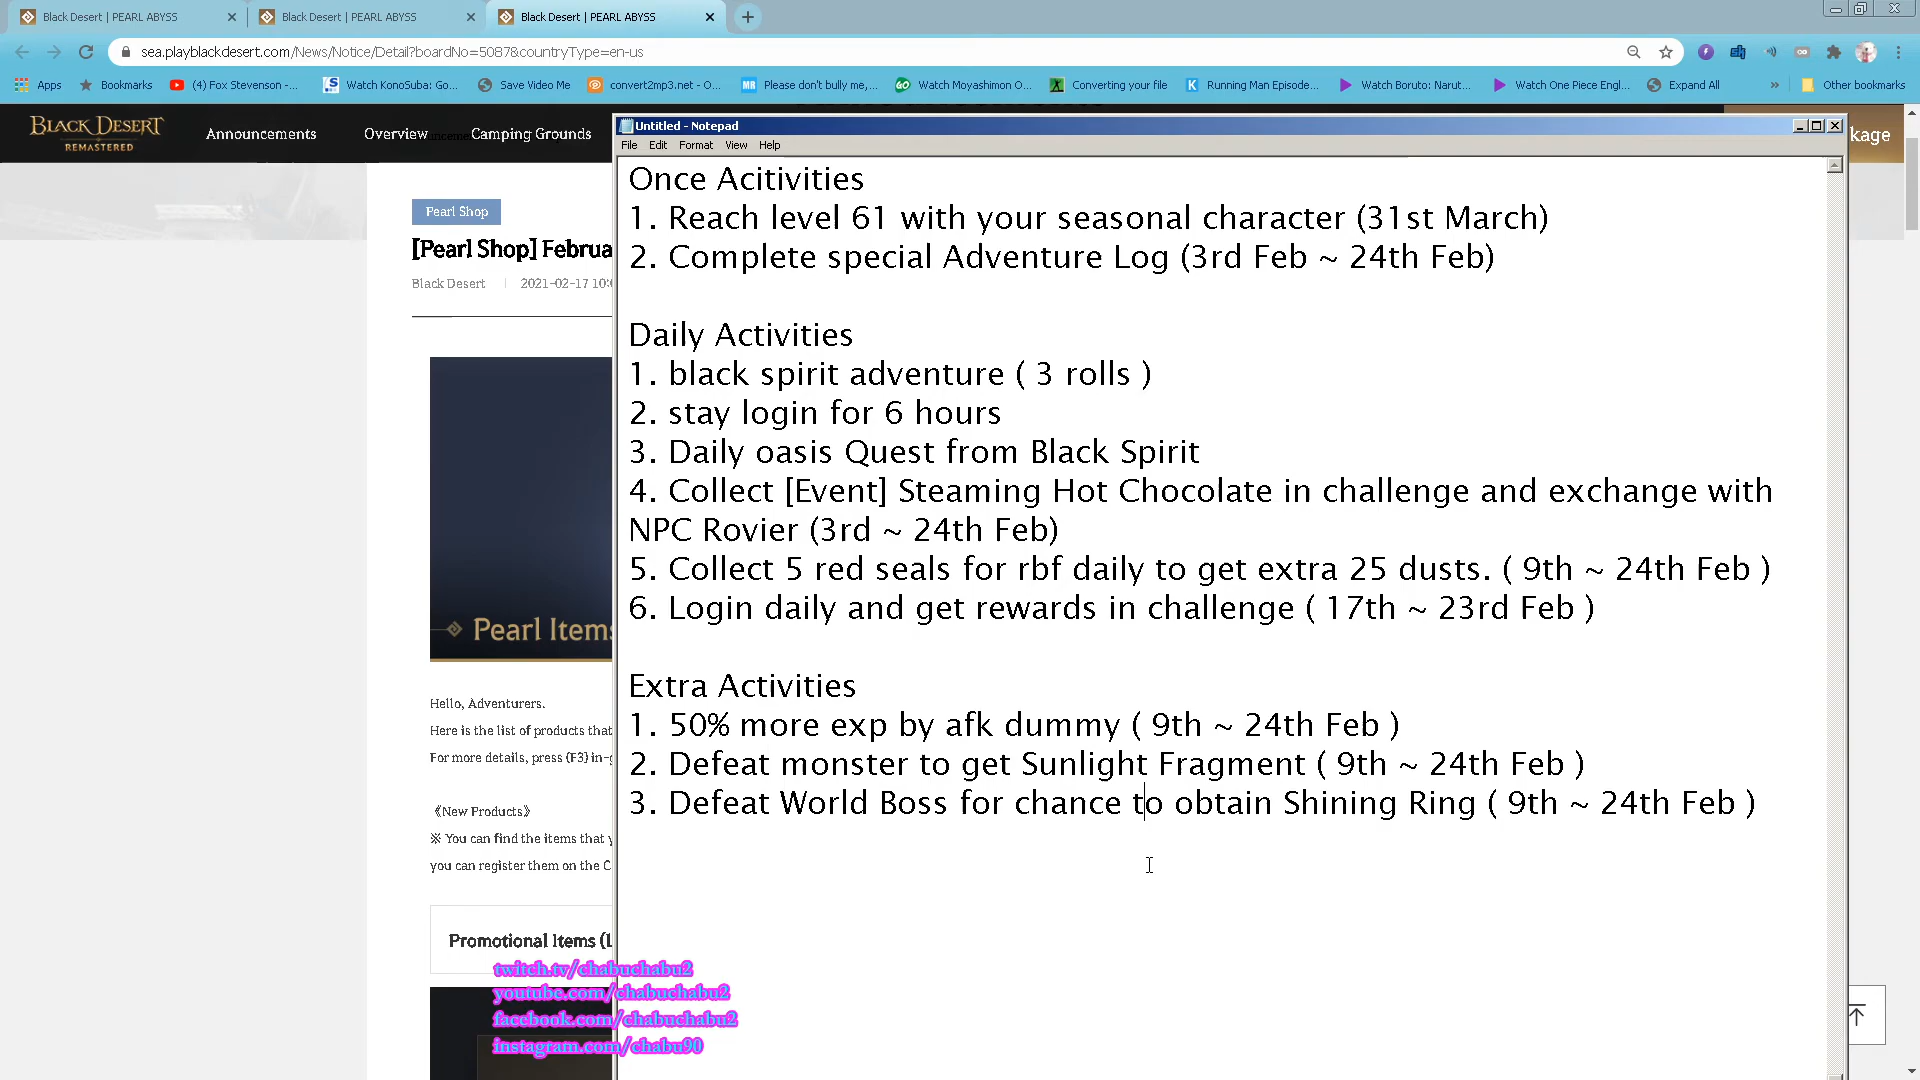 Black Desert | PEARL ABYSS
Black Desert | PEARL ABYSS
Black Desert | PEARL ABYSS
sea.playblackdesert.com/News/Notice/Detail?boardNo=5087&countryType=en-us
Apps
Bookmarks
(4) Fox Stevenson -...
Watch KonoSuba: Go...
Save Video Me
convert2mp3.net - O...
Please don't bully me,...
Watch Moyashimon O...
Converting your file
Running Man Episode...
Watch Boruto: Narut...
Watch One Piece Engl...
Expand All
»
Other bookmarks
BLACK DESERT
REMASTERED
Announcements
Overview
Camping Grounds
kage
Pearl Shop
[Pearl Shop] Februa
Black Desert
2021-02-17 10:
Pearl Items
Hello, Adventurers.
Here is the list of products that
For more details, press (F3) in-g
《New Products》
※ You can find the items that y
you can register them on the C
Promotional Items (L
Untitled - Notepad
File Edit Format View Help
Once Acitivities
1. Reach level 61 with your seasonal character (31st March)
2. Complete special Adventure Log (3rd Feb ~ 24th Feb)
Daily Activities
1. black spirit adventure ( 3 rolls )
2. stay login for 6 hours
3. Daily oasis Quest from Black Spirit
4. Collect [Event] Steaming Hot Chocolate in challenge and exchange with
NPC Rovier (3rd ~ 24th Feb)
5. Collect 5 red seals for rbf daily to get extra 25 dusts. ( 9th ~ 24th Feb )
6. Login daily and get rewards in challenge ( 17th ~ 23rd Feb )
Extra Activities
1. 50% more exp by afk dummy ( 9th ~ 24th Feb )
2. Defeat monster to get Sunlight Fragment ( 9th ~ 24th Feb )
3. Defeat World Boss for chance to obtain Shining Ring ( 9th ~ 24th Feb )
twitch.tv/chabuchabu2
youtube.com/chabuchabu2
facebook.com/chabuchabu2
instagram.com/chabu90